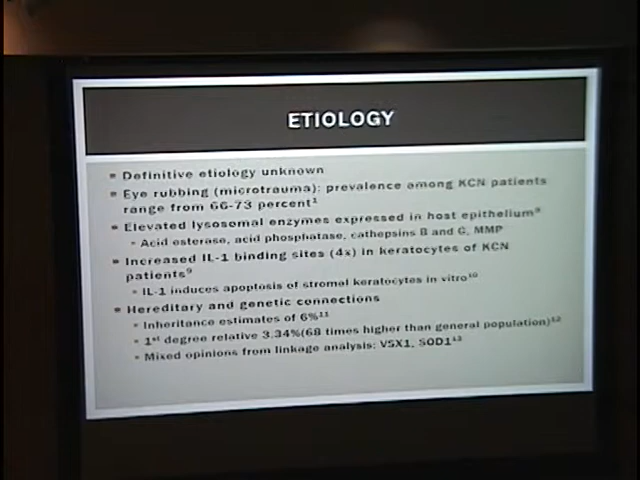 ETIOLOGY
▪ Definitive etiology unknown
▪ Eye rubbing (microtrauma): prevalence among KCN patients
range from 66-73 percent¹
▪ Elevated lysosomal enzymes expressed in host epithelium⁹
▪ Acid esterase, acid phosphatase, cathepsins B and G, MMP
▪ Increased IL-1 binding sites (4x) in keratocytes of KCN
patients⁹
▪ IL-1 induces apoptosis of stromal keratocytes in vitro¹⁰
▪ Hereditary and genetic connections
▪ Inheritance estimates of 6%¹¹
▪ 1ˢᵗ degree relative 3.34%(68 times higher than general population)¹²
▪ Mixed opinions from linkage analysis: VSX1, SOD1¹³